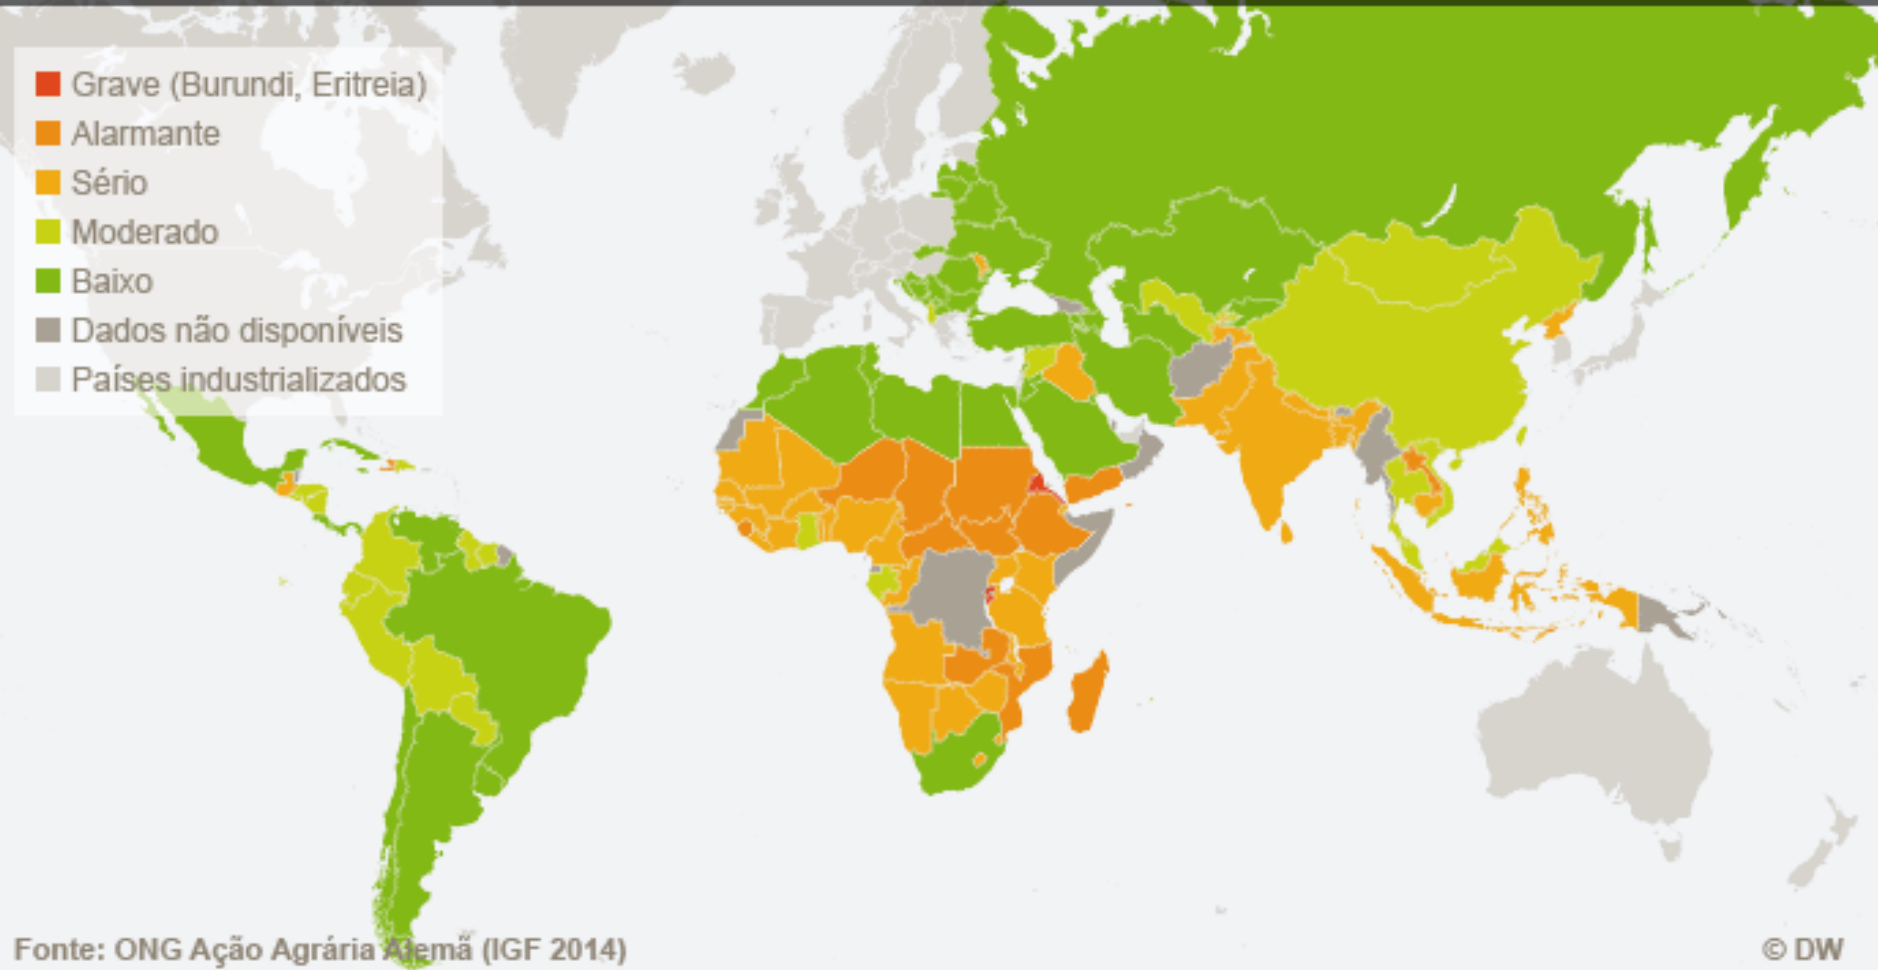 Grave (Burundi, Eritreia)
Alarmante
Sério
Moderado
Baixo
Dados não disponíveis
Países industrializados
Fonte: ONG Ação Agrária Alemã (IGF 2014)
© DW